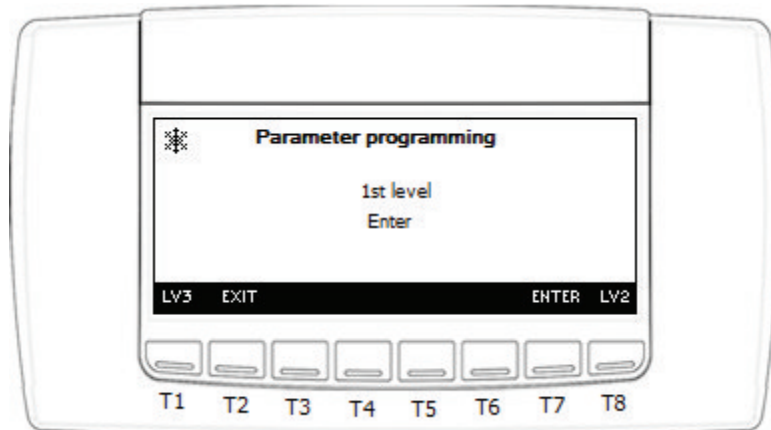 Parameter programming
1st level
Enter
LV3 EXIT ENTER LV2
T1 T2 T3 T4 T5 T6 T7 T8